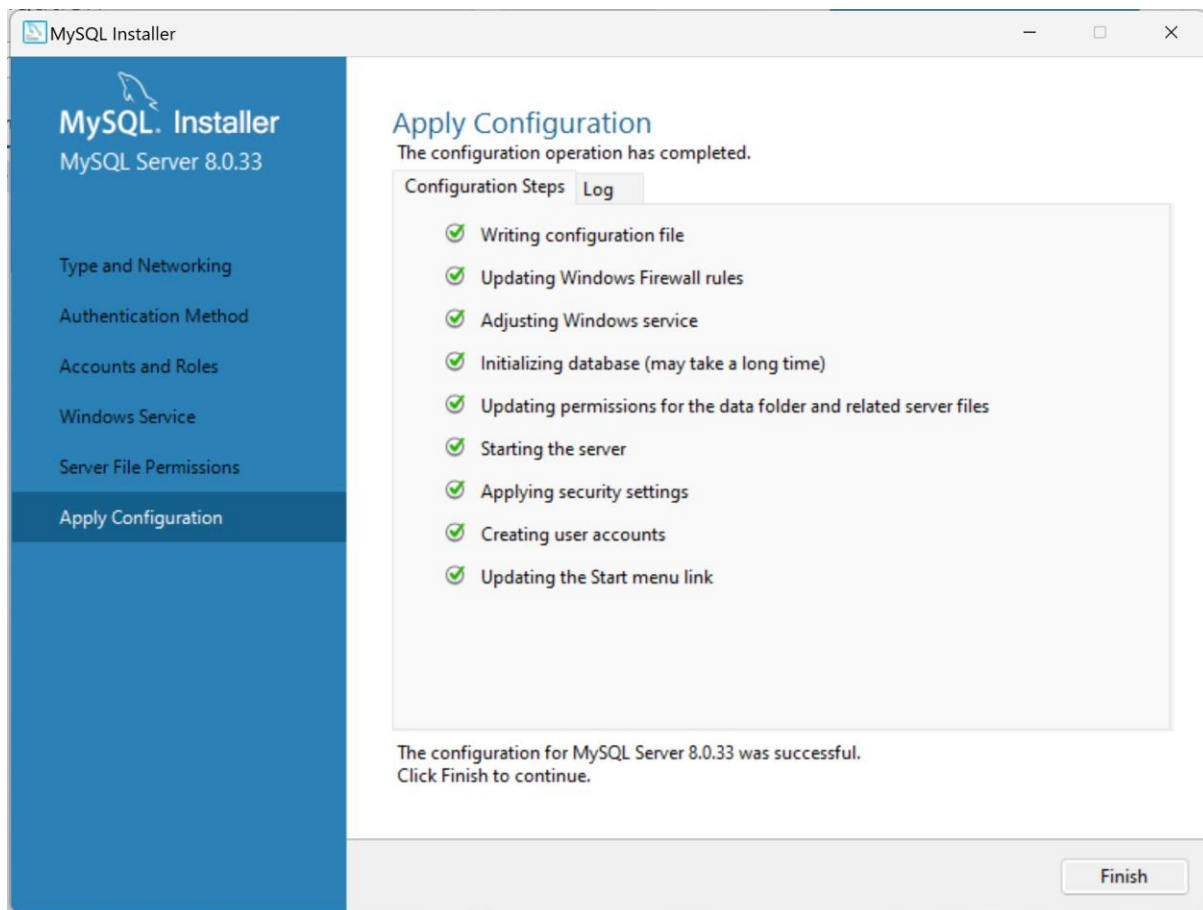 MySQL Installer
MySQL. Installer
MySQL Server 8.0.33
Type and Networking
Authentication Method
Accounts and Roles
Windows Service
Server File Permissions
Apply Configuration
Apply Configuration
The configuration operation has completed.
Configuration Steps Log
Writing configuration file
Updating Windows Firewall rules
Adjusting Windows service
Initializing database (may take a long time)
Updating permissions for the data folder and related server files
Starting the server
Applying security settings
Creating user accounts
Updating the Start menu link
The configuration for MySQL Server 8.0.33 was successful.
Click Finish to continue.
Finish